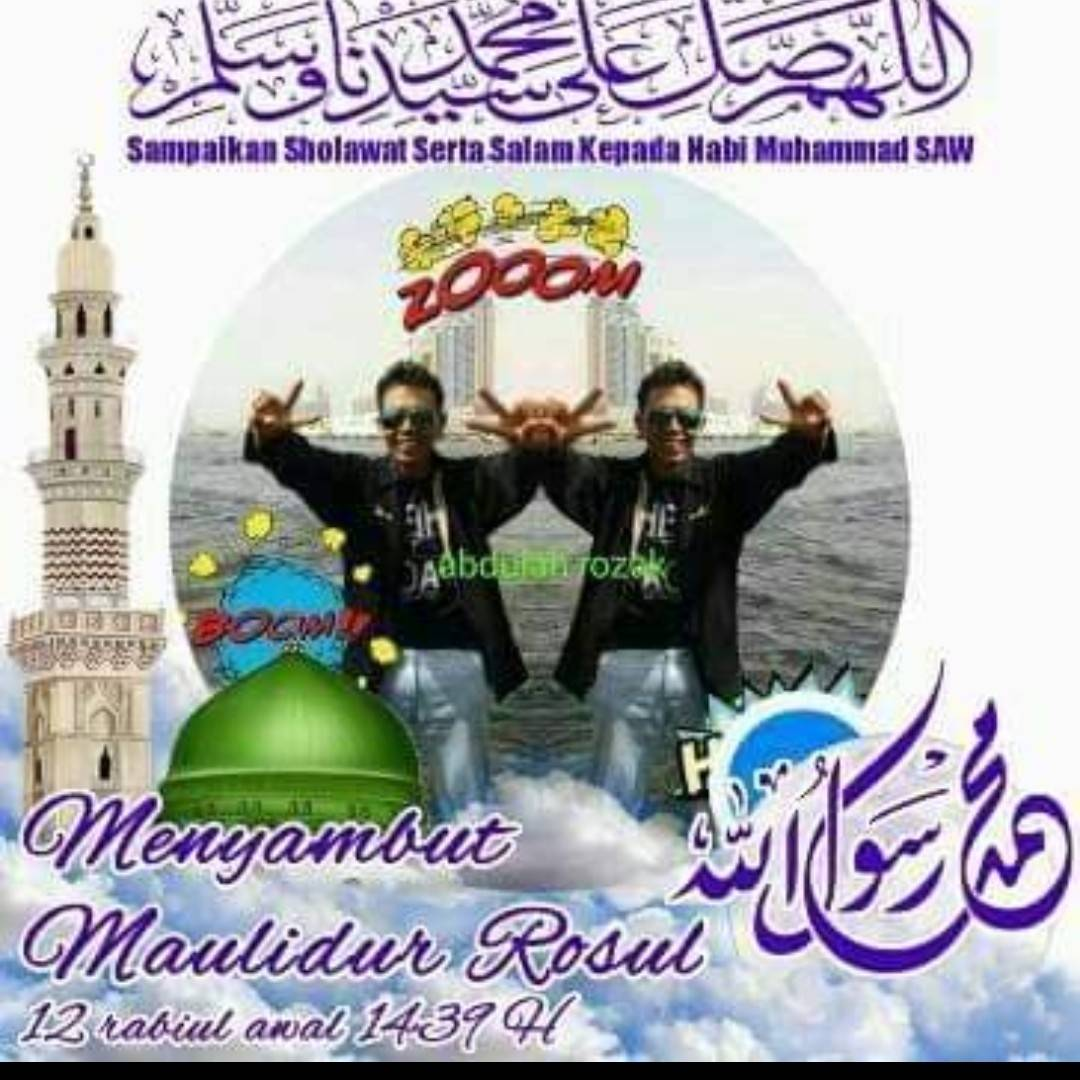 اللهم صل على سيدنا محمد وسلم
Sampaikan Sholawat Serta Salam Kepada Nabi Muhammad SAW
ZOOOM
abdulah rozak
BOOM!!
محمد رسول الله
Menyambut
Maulidur Rosul
12 rabiul awal 1439 H